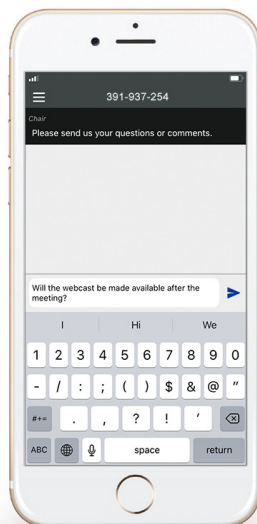 391-937-254
Chair
Please send us your questions or comments.
Will the webcast be made available after the
meeting?
I Hi We
1 2 3 4 5 6 7 8 9 0
- / : ; ( ) $ & @ "
#+= . , ? ! ' 
ABC space return